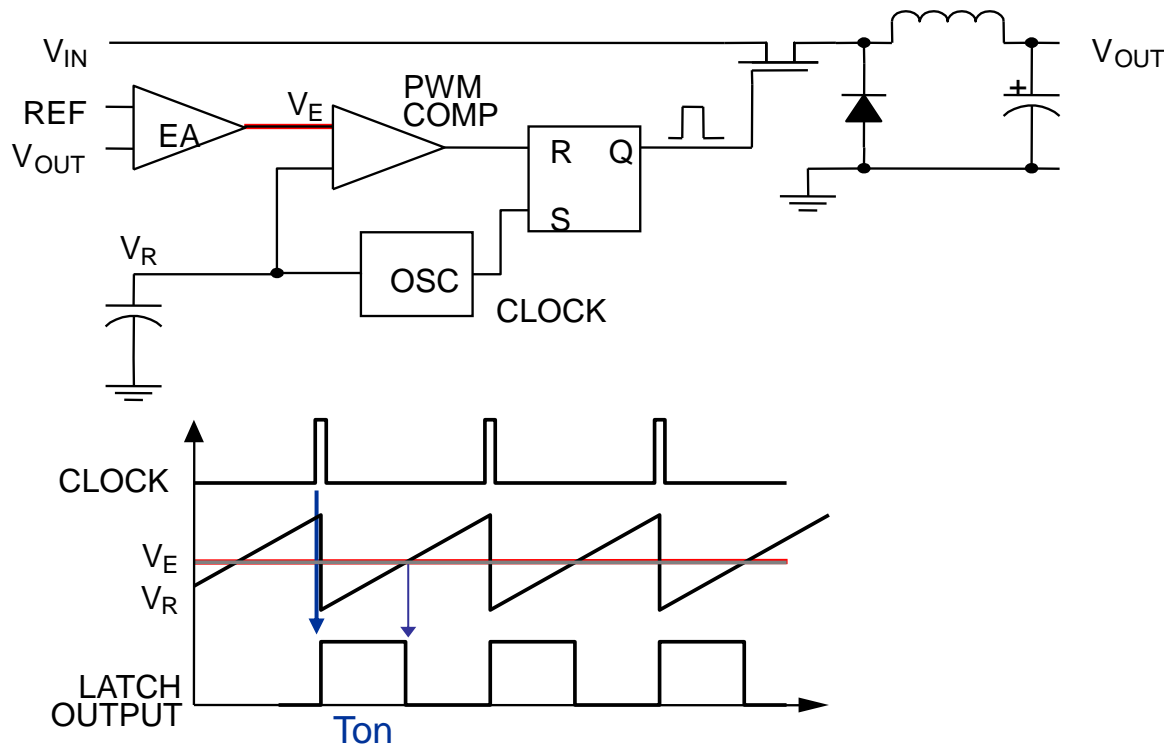 VIN
VOUT
REF
EA
VE
PWM
COMP
VOUT
R Q
S
+
VR
OSC
CLOCK
CLOCK
VE
VR
LATCH
OUTPUT
Ton